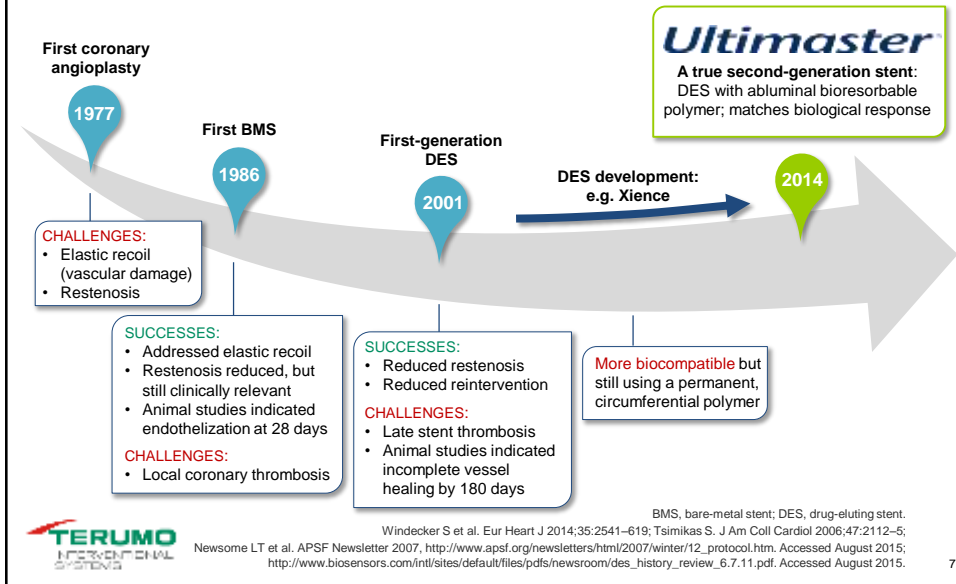 First coronary
angioplasty
1977
First BMS
1986
First-generation
DES
2001
DES development:
e.g. Xience
2014
Ultimaster
A true second-generation stent:
DES with abluminal bioresorbable
polymer; matches biological response
CHALLENGES:
• Elastic recoil
(vascular damage)
• Restenosis
SUCCESSES:
• Addressed elastic recoil
• Restenosis reduced, but
still clinically relevant
• Animal studies indicated
endothelization at 28 days
CHALLENGES:
• Local coronary thrombosis
SUCCESSES:
• Reduced restenosis
• Reduced reintervention
CHALLENGES:
• Late stent thrombosis
• Animal studies indicated
incomplete vessel
healing by 180 days
More biocompatible but
still using a permanent,
circumferential polymer
TERUMO
INTERVENTIONAL
SYSTEMS
BMS, bare-metal stent; DES, drug-eluting stent.
Windecker S et al. Eur Heart J 2014;35:2541–619; Tsimikas S. J Am Coll Cardiol 2006;47:2112–5;
Newsome LT et al. APSF Newsletter 2007, http://www.apsf.org/newsletters/html/2007/winter/12_protocol.htm. Accessed August 2015;
http://www.biosensors.com/intl/sites/default/files/pdfs/newsroom/des_history_review_6.7.11.pdf. Accessed August 2015.
7